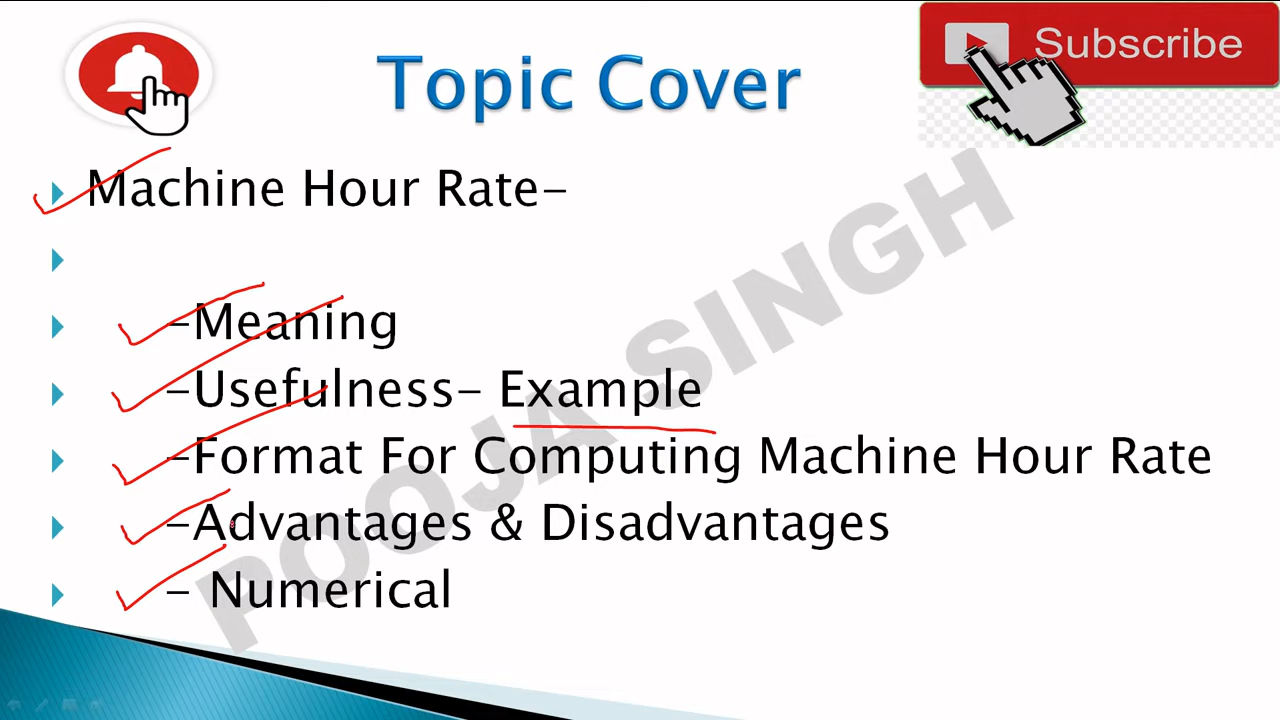 Topic Cover
Subscribe
Machine Hour Rate-
-Meaning
-Usefulness- Example
-Format For Computing Machine Hour Rate
-Advantages & Disadvantages
- Numerical
POOJA SINGH